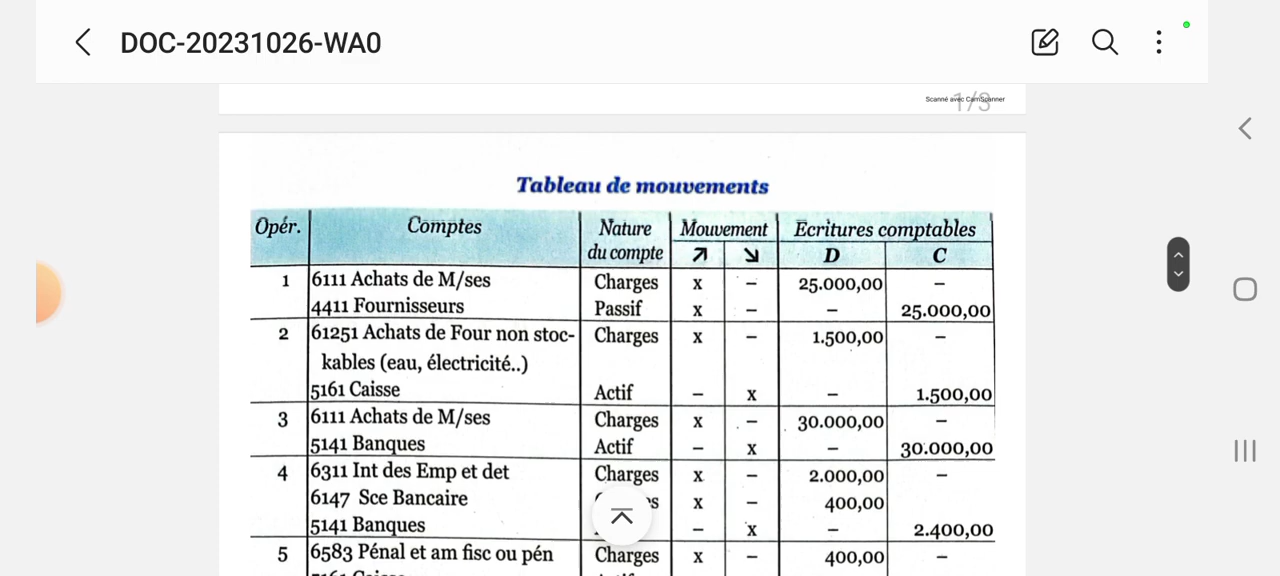 DOC-20231026-WA0
Scanné avec CamScanner
1/3
Tableau de mouvements
Opér. Comptes Nature du compte Mouvement Ecritures comptables
↗ ↘ D C
1 6111 Achats de M/ses Charges x – 25.000,00 –
4411 Fournisseurs Passif x – – 25.000,00
2 61251 Achats de Four non stoc- Charges x – 1.500,00 –
kables (eau, électricité..)
5161 Caisse Actif – x – 1.500,00
3 6111 Achats de M/ses Charges x – 30.000,00 –
5141 Banques Actif – x – 30.000,00
4 6311 Int des Emp et det Charges x – 2.000,00 –
6147 Sce Bancaire x – 400,00
5141 Banques – x – 2.400,00
5 6583 Pénal et am fisc ou pén Charges x – 400,00 –